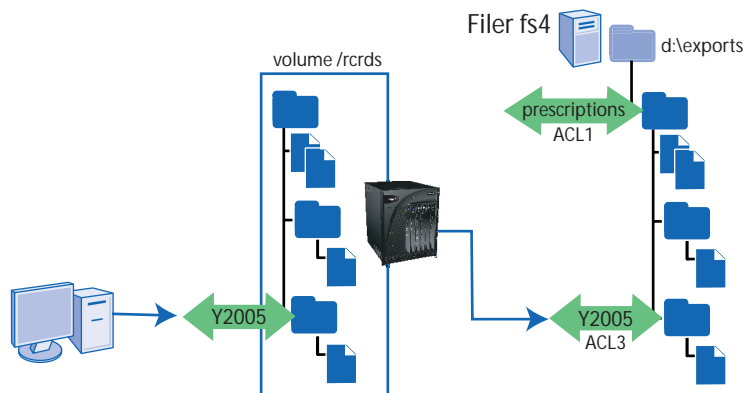 Filer fs4
d:\exports
volume /rcrds
prescriptions
ACL1
Y2005
Y2005
ACL3